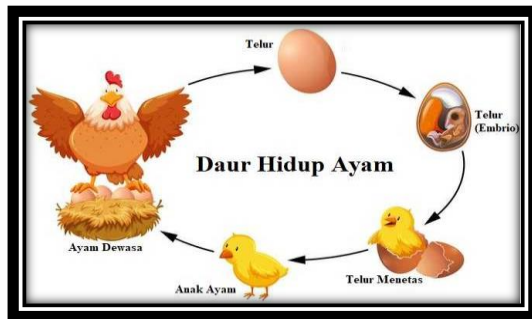 Telur
Telur
(Embrio)
Daur Hidup Ayam
Ayam Dewasa
Telur Menetas
Anak Ayam